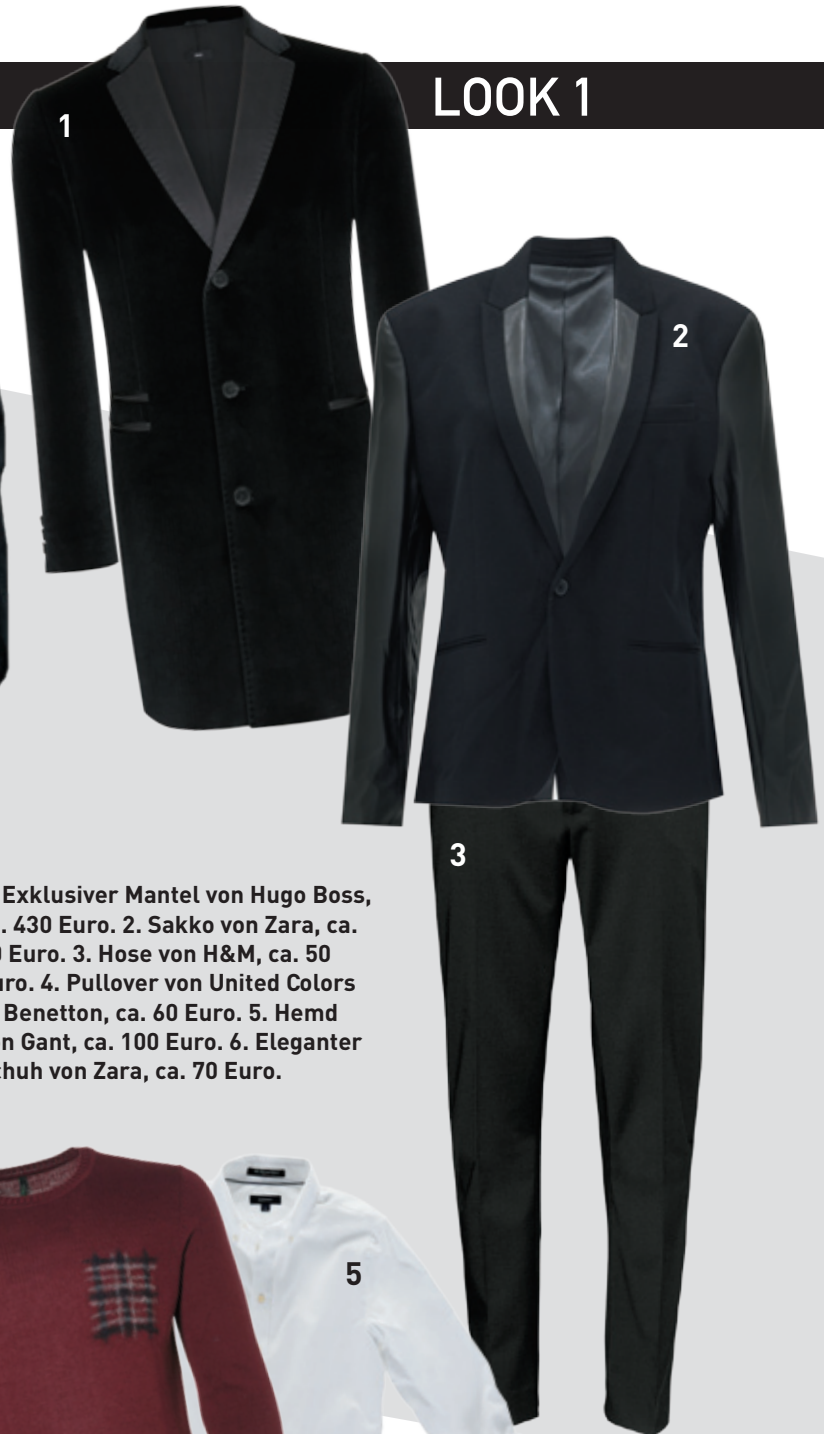 LOOK 1
1
2
3
Exklusiver Mantel von Hugo Boss,
. 430 Euro. 2. Sakko von Zara, ca.
Euro. 3. Hose von H&M, ca. 50
uro. 4. Pullover von United Colors
Benetton, ca. 60 Euro. 5. Hemd
n Gant, ca. 100 Euro. 6. Eleganter
chuh von Zara, ca. 70 Euro.
5